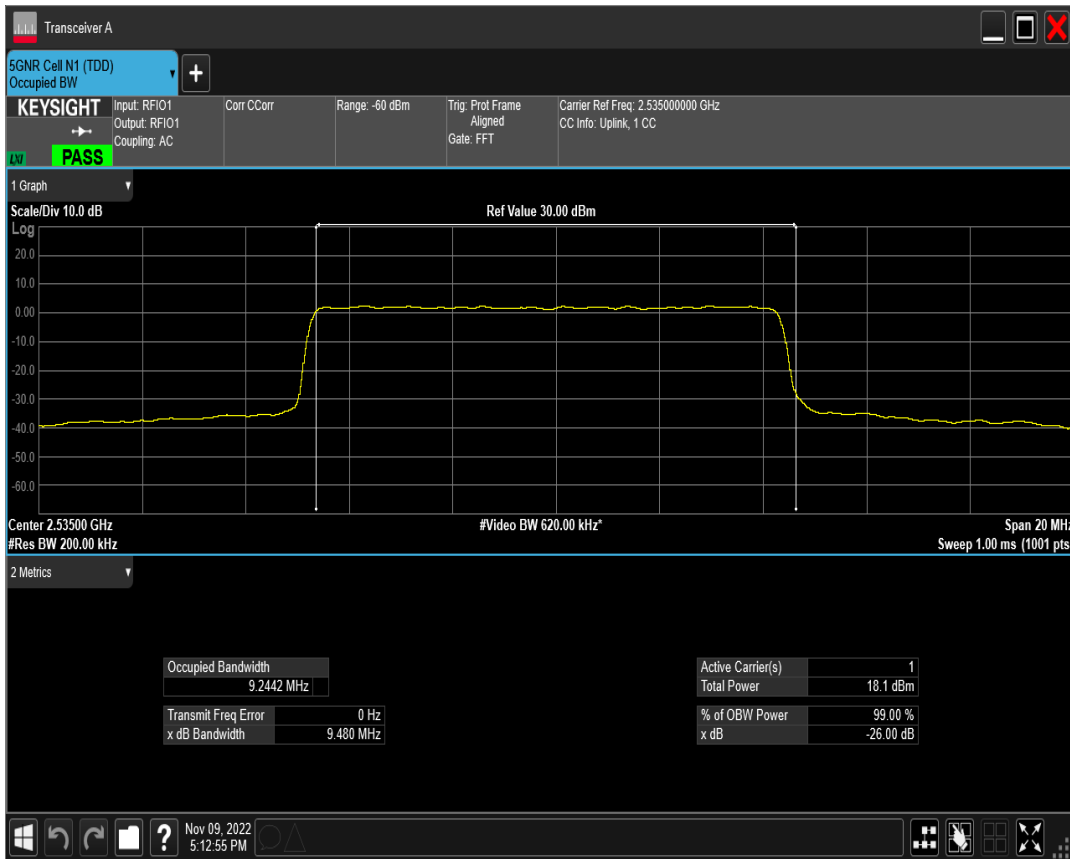 Transceiver A
5GNR Cell N1 (TDD)
Occupied BW
+
KEYSIGHT
LXI
PASS
Input: RFIO1
Output: RFIO1
Coupling: AC
Corr CCorr
Range: -60 dBm
Trig: Prot Frame
Aligned
Gate: FFT
Carrier Ref Freq: 2.535000000 GHz
CC Info: Uplink, 1 CC
1 Graph
Scale/Div 10.0 dB
Ref Value 30.00 dBm
Log
20.0
10.0
0.00
-10.0
-20.0
-30.0
-40.0
-50.0
-60.0
Center 2.53500 GHz
#Video BW 620.00 kHz*
Span 20 MHz
#Res BW 200.00 kHz
Sweep 1.00 ms (1001 pts
2 Metrics
Occupied Bandwidth
9.2442 MHz
Transmit Freq Error 0 Hz
x dB Bandwidth 9.480 MHz
Active Carrier(s) 1
Total Power 18.1 dBm
% of OBW Power 99.00 %
x dB -26.00 dB
?
Nov 09, 2022
5:12:55 PM